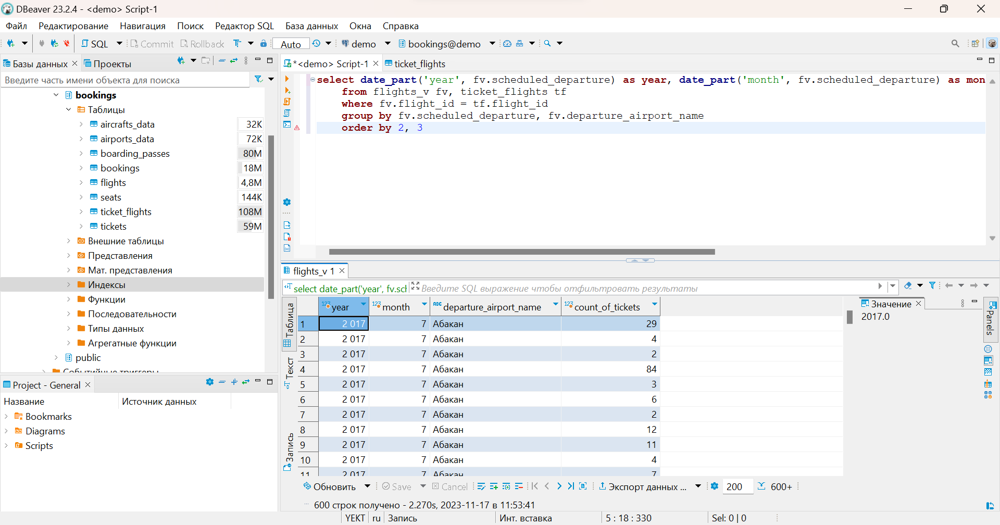 DBeaver 23.2.4 - <demo> Script-1
Файл Редактирование Навигация Поиск Редактор SQL База данных Окна Справка
SQL Commit Rollback Auto demo bookings@demo
Базы данных Проекты
Введите часть имени объекта для поиска
bookings
Таблицы
aircrafts_data 32K
airports_data 72K
boarding_passes 80M
bookings 18M
flights 4,8M
seats 144K
ticket_flights 108M
tickets 59M
Внешние таблицы
Представления
Мат. представления
Индексы
Функции
Последовательности
Типы данных
Агрегатные функции
public
Событийные триггеры
Project - General
Название Источник данных
Bookmarks
Diagrams
Scripts
*<demo> Script-1 ticket_flights
select date_part('year', fv.scheduled_departure) as year, date_part('month', fv.scheduled_departure) as mon
from flights_v fv, ticket_flights tf
where fv.flight_id = tf.flight_id
group by fv.scheduled_departure, fv.departure_airport_name
order by 2, 3
flights_v 1
select date_part('year', fv.scl Введите SQL выражение чтобы отфильтровать результаты
Таблица
Текст
Запись
123 year 123 month ABC departure_airport_name 123 count_of_tickets
1 2 017 7 Абакан 29
2 2 017 7 Абакан 4
3 2 017 7 Абакан 2
4 2 017 7 Абакан 84
5 2 017 7 Абакан 3
6 2 017 7 Абакан 6
7 2 017 7 Абакан 2
8 2 017 7 Абакан 12
9 2 017 7 Абакан 11
10 2 017 7 Абакан 4
11 2 017 7 Абакан 7
Значение
2017.0
Panels
Обновить Save Cancel Экспорт данных ... 200 600+
600 строк получено - 2.270s, 2023-11-17 в 11:53:41
YEKT ru Запись Инт. вставка 5 : 18 : 330 Sel: 0 | 0